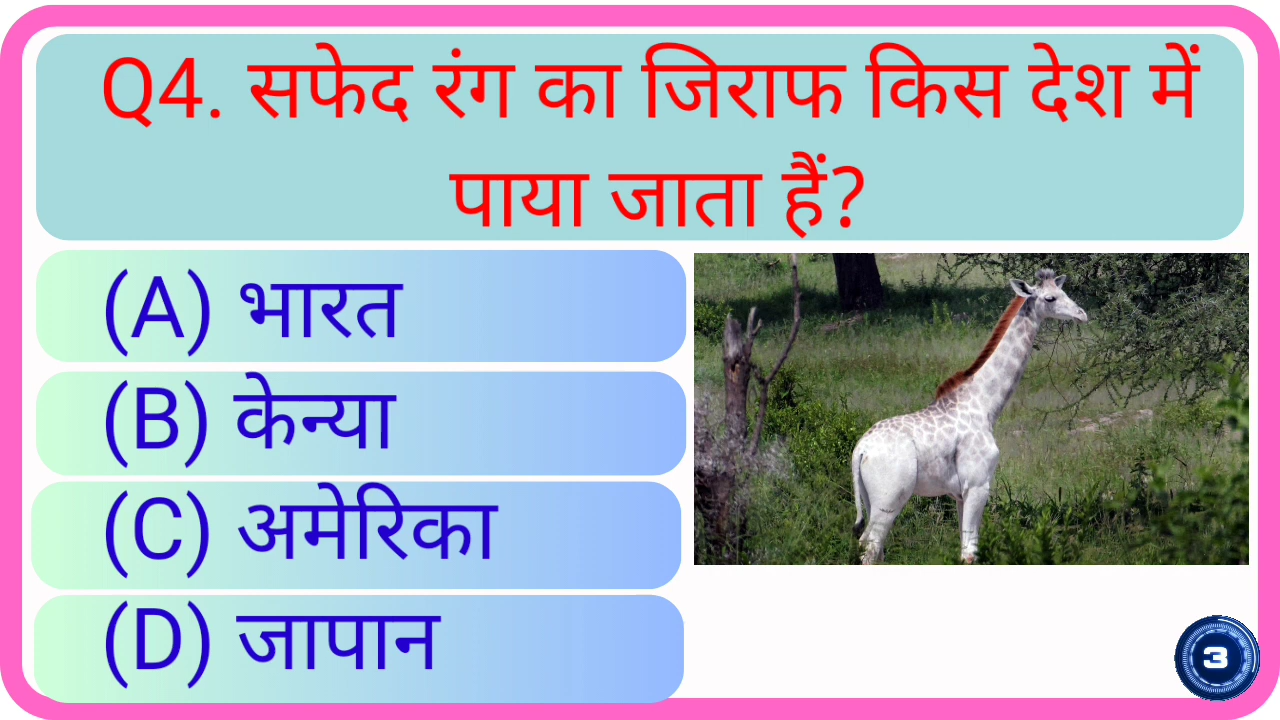 Q4. सफेद रंग का जिराफ किस देश में
पाया जाता हैं?
(A) भारत
(B) केन्या
(C) अमेरिका
(D) जापान
3